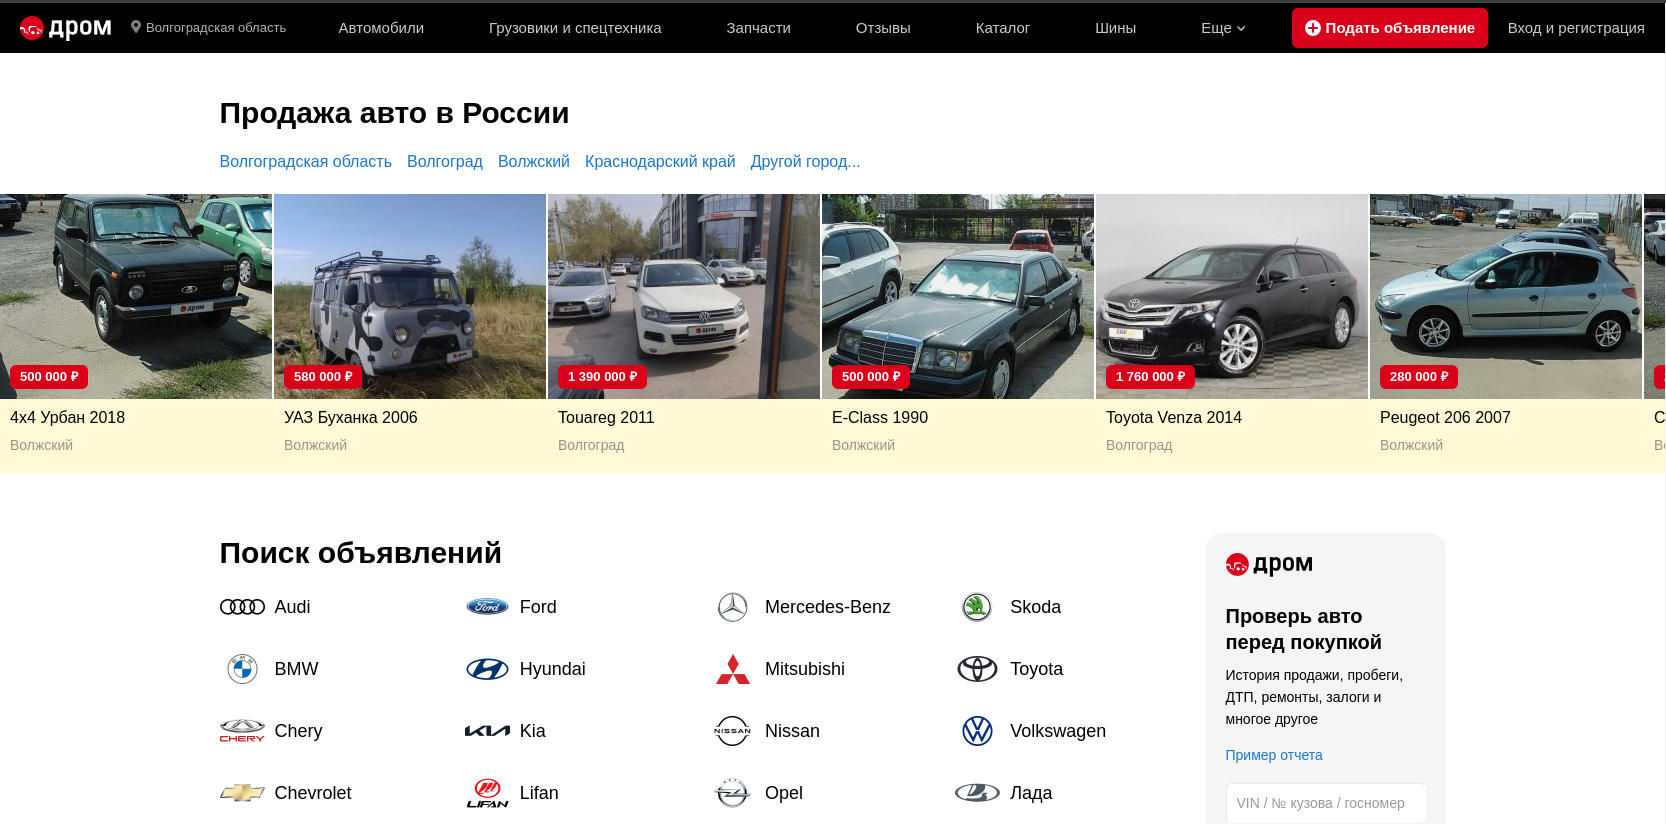 дром
Волгоградская область
Автомобили
Грузовики и спецтехника
Запчасти
Отзывы
Каталог
Шины
Еще
Подать объявление
Вход и регистрация
Продажа авто в России
Волгоградская область Волгоград Волжский Краснодарский край Другой город...
500 000 ₽
580 000 ₽
1 390 000 ₽
500 000 ₽
1 760 000 ₽
280 000 ₽
4x4 Урбан 2018
УАЗ Буханка 2006
Touareg 2011
E-Class 1990
Toyota Venza 2014
Peugeot 206 2007
Волжский
Волжский
Волгоград
Волжский
Волгоград
Волжский
Поиск объявлений
Audi
Ford
Mercedes-Benz
Skoda
BMW
Hyundai
Mitsubishi
Toyota
CHERY
Chery
KIA
Kia
NISSAN
Nissan
Volkswagen
Chevrolet
LIFAN
Lifan
Opel
Лада
дром
Проверь авто
перед покупкой
История продажи, пробеги,
ДТП, ремонты, залоги и
многое другое
Пример отчета
VIN / № кузова / госномер